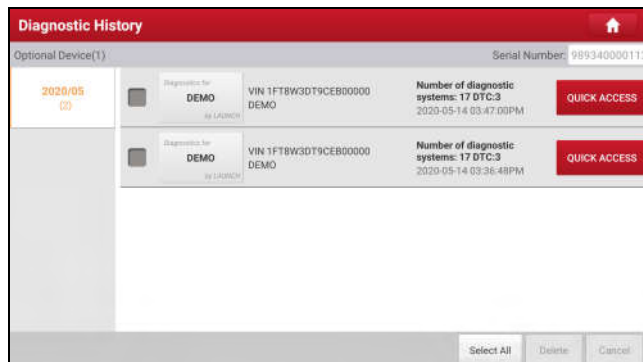 Diagnostic History
Optional Device(1)
Serial Number: 98934000011
2020/05
(2)
Diagnostics for
DEMO
by LAUNCH
VIN 1FT8W3DT9CEB00000
DEMO
Number of diagnostic
systems: 17 DTC:3
2020-05-14 03:47:00PM
QUICK ACCESS
Diagnostics for
DEMO
by LAUNCH
VIN 1FT8W3DT9CEB00000
DEMO
Number of diagnostic
systems: 17 DTC:3
2020-05-14 03:36:48PM
QUICK ACCESS
Select All
Delete
Cancel